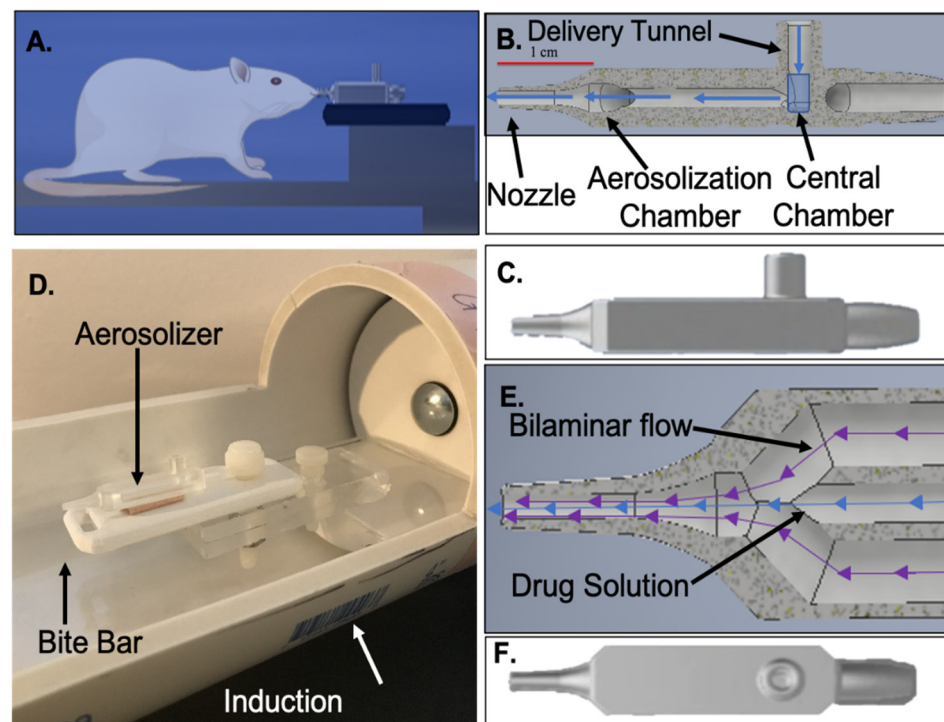 A.
B.
Delivery Tunnel
1 cm
Nozzle
Aerosolization
Chamber
Central
Chamber
C.
D.
Aerosolizer
Bite Bar
Induction
E.
Bilaminar flow
Drug Solution
F.